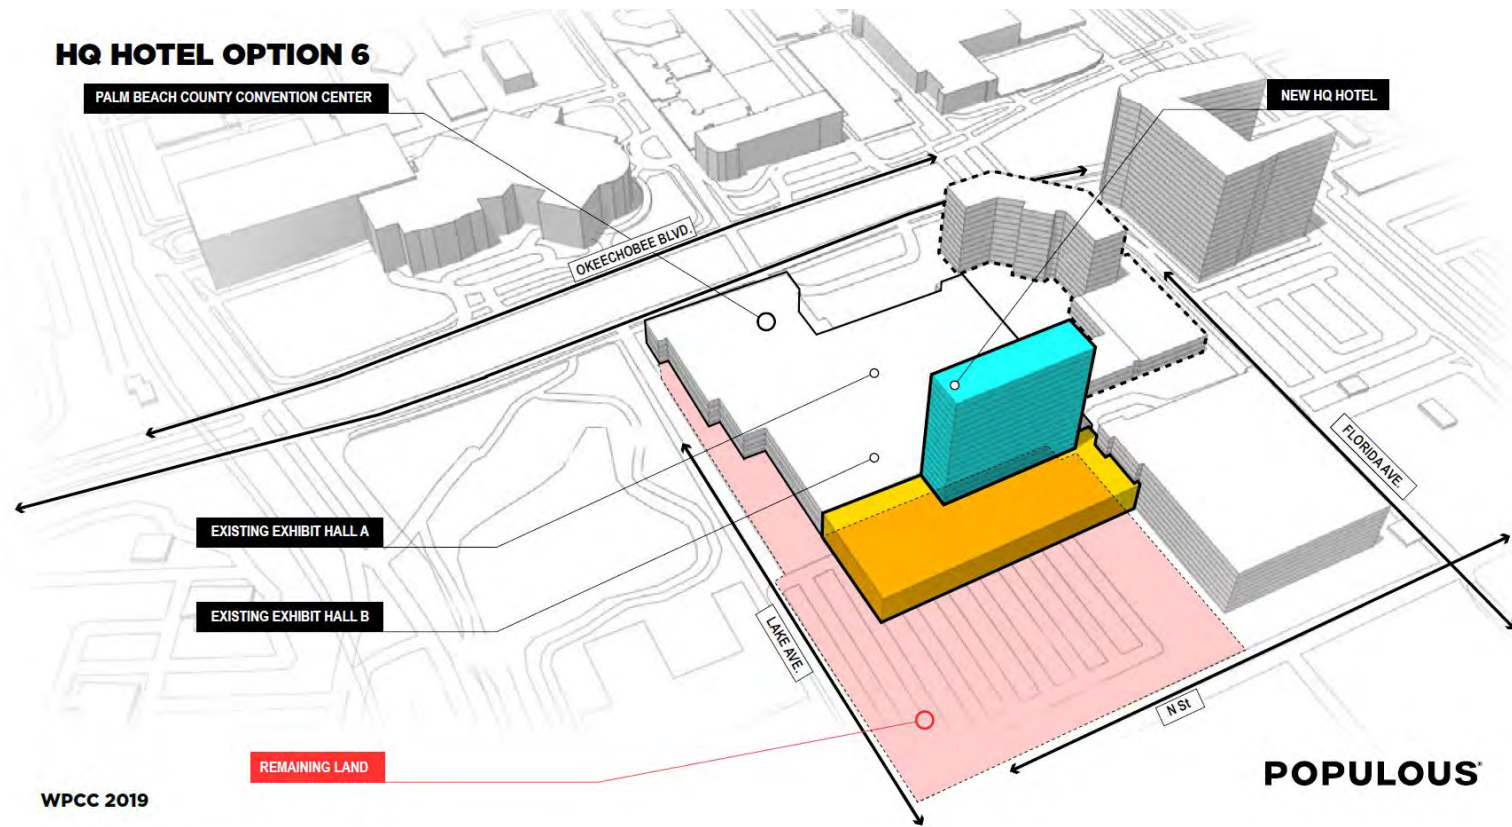 HQ HOTEL OPTION 6
PALM BEACH COUNTY CONVENTION CENTER
NEW HQ HOTEL
OKEECHOBEE BLVD.
FLORIDA AVE.
EXISTING EXHIBIT HALL A
EXISTING EXHIBIT HALL B
LAKE AVE.
N St
REMAINING LAND
POPULOUS®
WPCC 2019